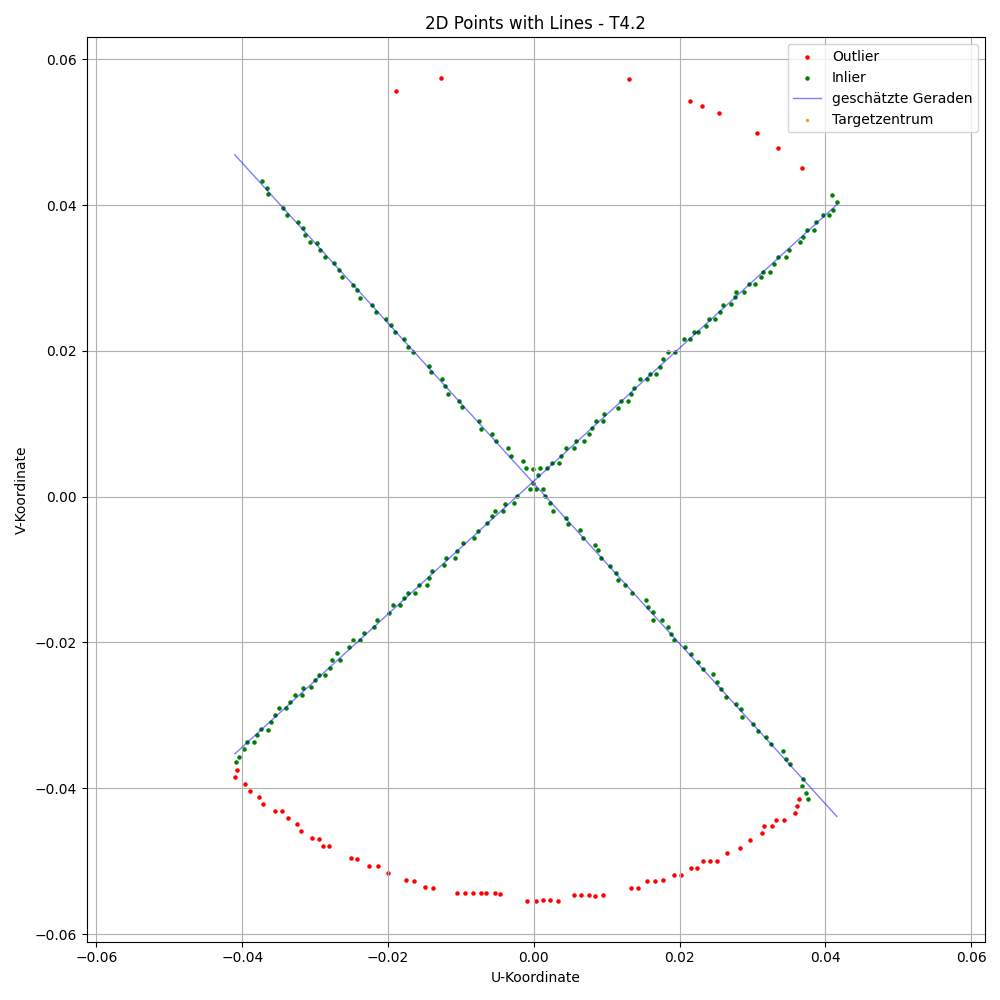 2D Points with Lines - T4.2
Outlier
Inlier
geschätzte Geraden
Targetzentrum
V-Koordinate
0.06
0.04
0.02
0.00
−0.02
−0.04
−0.06
−0.06 −0.04 −0.02 0.00 0.02 0.04 0.06
U-Koordinate